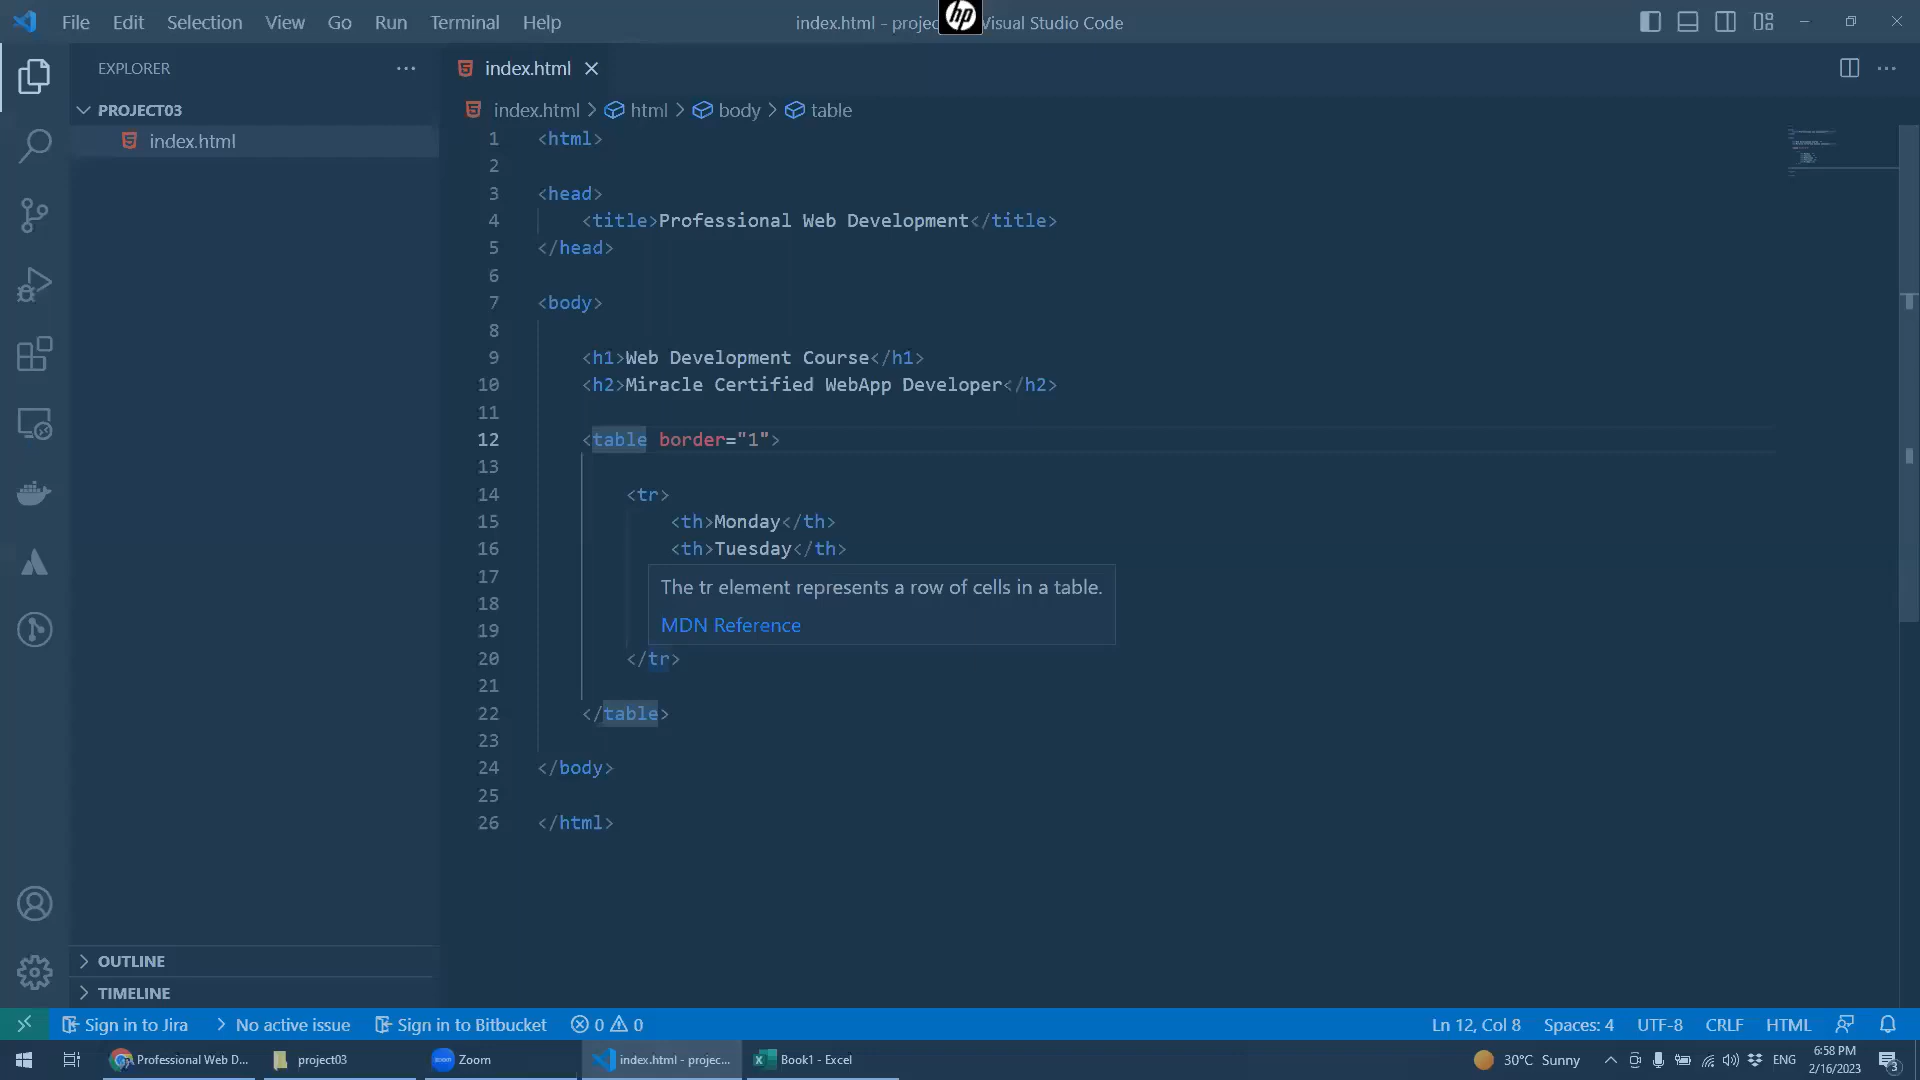 File Edit Selection View Go Run Terminal Help
index.html - projec
hp
Visual Studio Code
EXPLORER
PROJECT03
index.html
OUTLINE
TIMELINE
index.html
index.html > html > body > table
1 <html>
2
3 <head>
4 <title>Professional Web Development</title>
5 </head>
6
7 <body>
8
9 <h1>Web Development Course</h1>
10 <h2>Miracle Certified WebApp Developer</h2>
11
12 <table border="1">
13
14 <tr>
15 <th>Monday</th>
16 <th>Tuesday</th>
17
18
19
The tr element represents a row of cells in a table.
MDN Reference
20 </tr>
21
22 </table>
23
24 </body>
25
26 </html>
Sign in to Jira No active issue Sign in to Bitbucket 0 0 Ln 12, Col 8 Spaces: 4 UTF-8 CRLF HTML
Professional Web D... project03 zoom Zoom index.html - projec... Book1 - Excel 30°C Sunny ENG 6:58 PM
2/16/2023
3